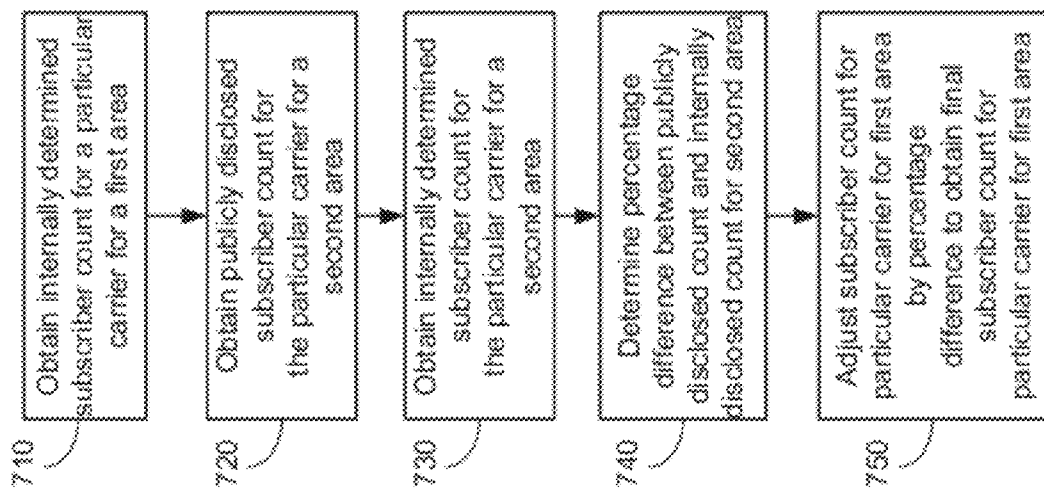 710
Obtain internally determined
subscriber count for a particular
carrier for a first area
720
Obtain publicly disclosed
subscriber count for
the particular carrier for a
second area
730
Obtain internally determined
subscriber count for
the particular carrier for a
second area
740
Determine percentage
difference between publicly
disclosed count and internally
disclosed count for second area
750
Adjust subscriber count for
particular carrier for first area
by percentage
difference to obtain final
subscriber count for
particular carrier for first area